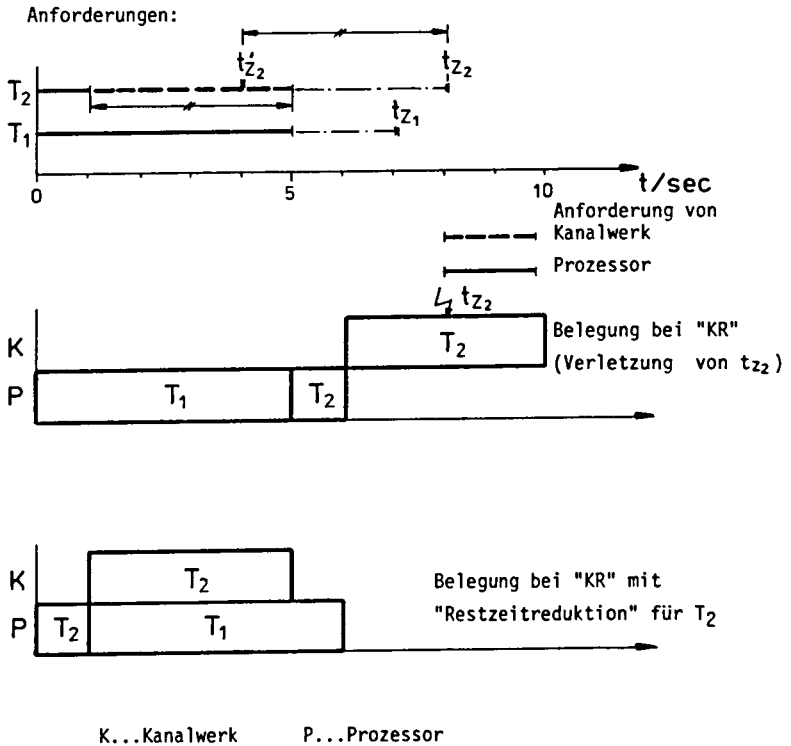 Anforderungen:
t'Z2
tZ2
T2
tZ1
T1
0
5
10
t/sec
Anforderung von
Kanalwerk
Prozessor
tZ2
K
T2
Belegung bei "KR"
(Verletzung von tZ2)
P
T1
T2
K
T2
Belegung bei "KR" mit
"Restzeitreduktion" für T2
P
T2
T1
K...Kanalwerk P...Prozessor